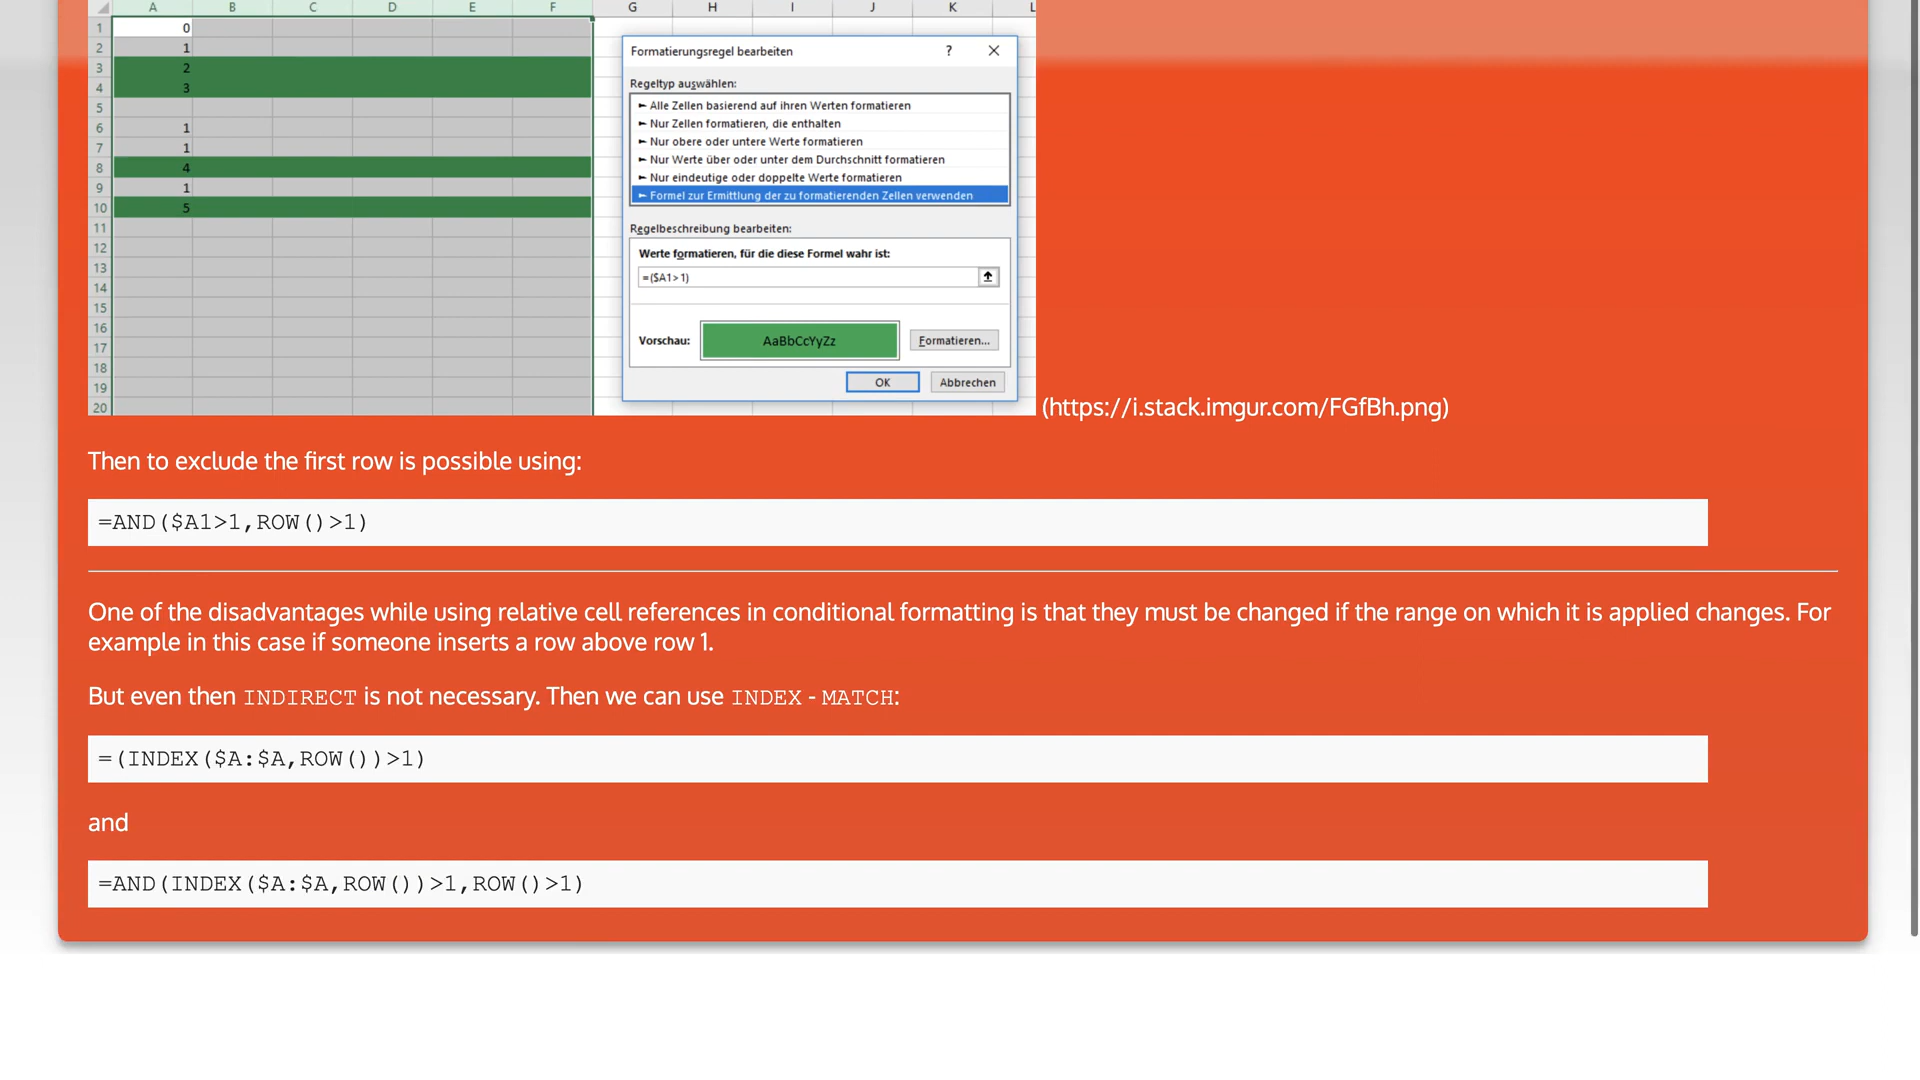 A B C D E F G H I J K L
1 0
2 1
3 2
4 3
5
6 1
7 1
8 4
9 1
10 5
11
12
13
14
15
16
17
18
19
20
Formatierungsregel bearbeiten ? ×
Regeltyp auswählen:
► Alle Zellen basierend auf ihren Werten formatieren
► Nur Zellen formatieren, die enthalten
► Nur obere oder untere Werte formatieren
► Nur Werte über oder unter dem Durchschnitt formatieren
► Nur eindeutige oder doppelte Werte formatieren
► Formel zur Ermittlung der zu formatierenden Zellen verwenden
Regelbeschreibung bearbeiten:
Werte formatieren, für die diese Formel wahr ist:
=($A1>1)
Vorschau: AaBbCcYyZz Formatieren...
OK Abbrechen
(https://i.stack.imgur.com/FGfBh.png)
Then to exclude the first row is possible using:
=AND($A1>1,ROW()>1)
One of the disadvantages while using relative cell references in conditional formatting is that they must be changed if the range on which it is applied changes. For
example in this case if someone inserts a row above row 1.
But even then INDIRECT is not necessary. Then we can use INDEX - MATCH:
=(INDEX($A:$A,ROW())>1)
and
=AND(INDEX($A:$A,ROW())>1,ROW()>1)